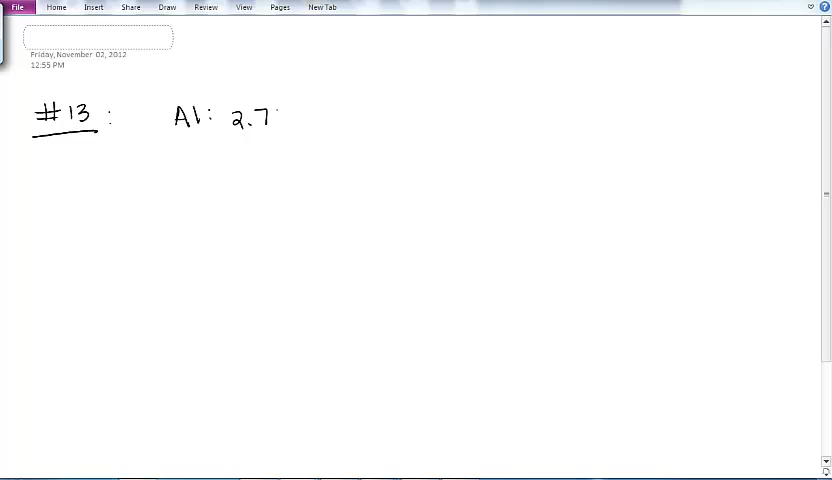 File Home Insert Share Draw Review View Pages New Tab
Friday, November 02, 2012
12:55 PM
#13 : Al: 2.7